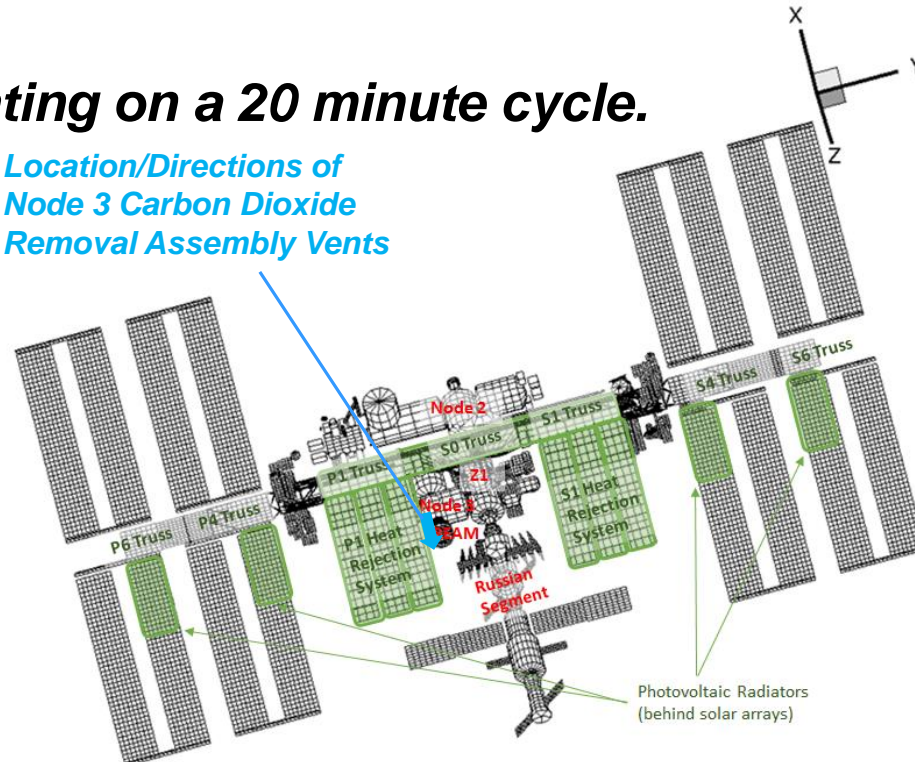 X
ting on a 20 minute cycle.
Location/Directions of
Node 3 Carbon Dioxide
Removal Assembly Vents
Z
S6 Truss
S4 Truss
Node 2
S1 Truss
S0 Truss
P1 Truss
Z1
S1 Heat
Rejection
System
Node 3
P4 Truss
P6 Truss
P1 Heat
Rejection
System
Russian
Segment
Photovoltaic Radiators
(behind solar arrays)